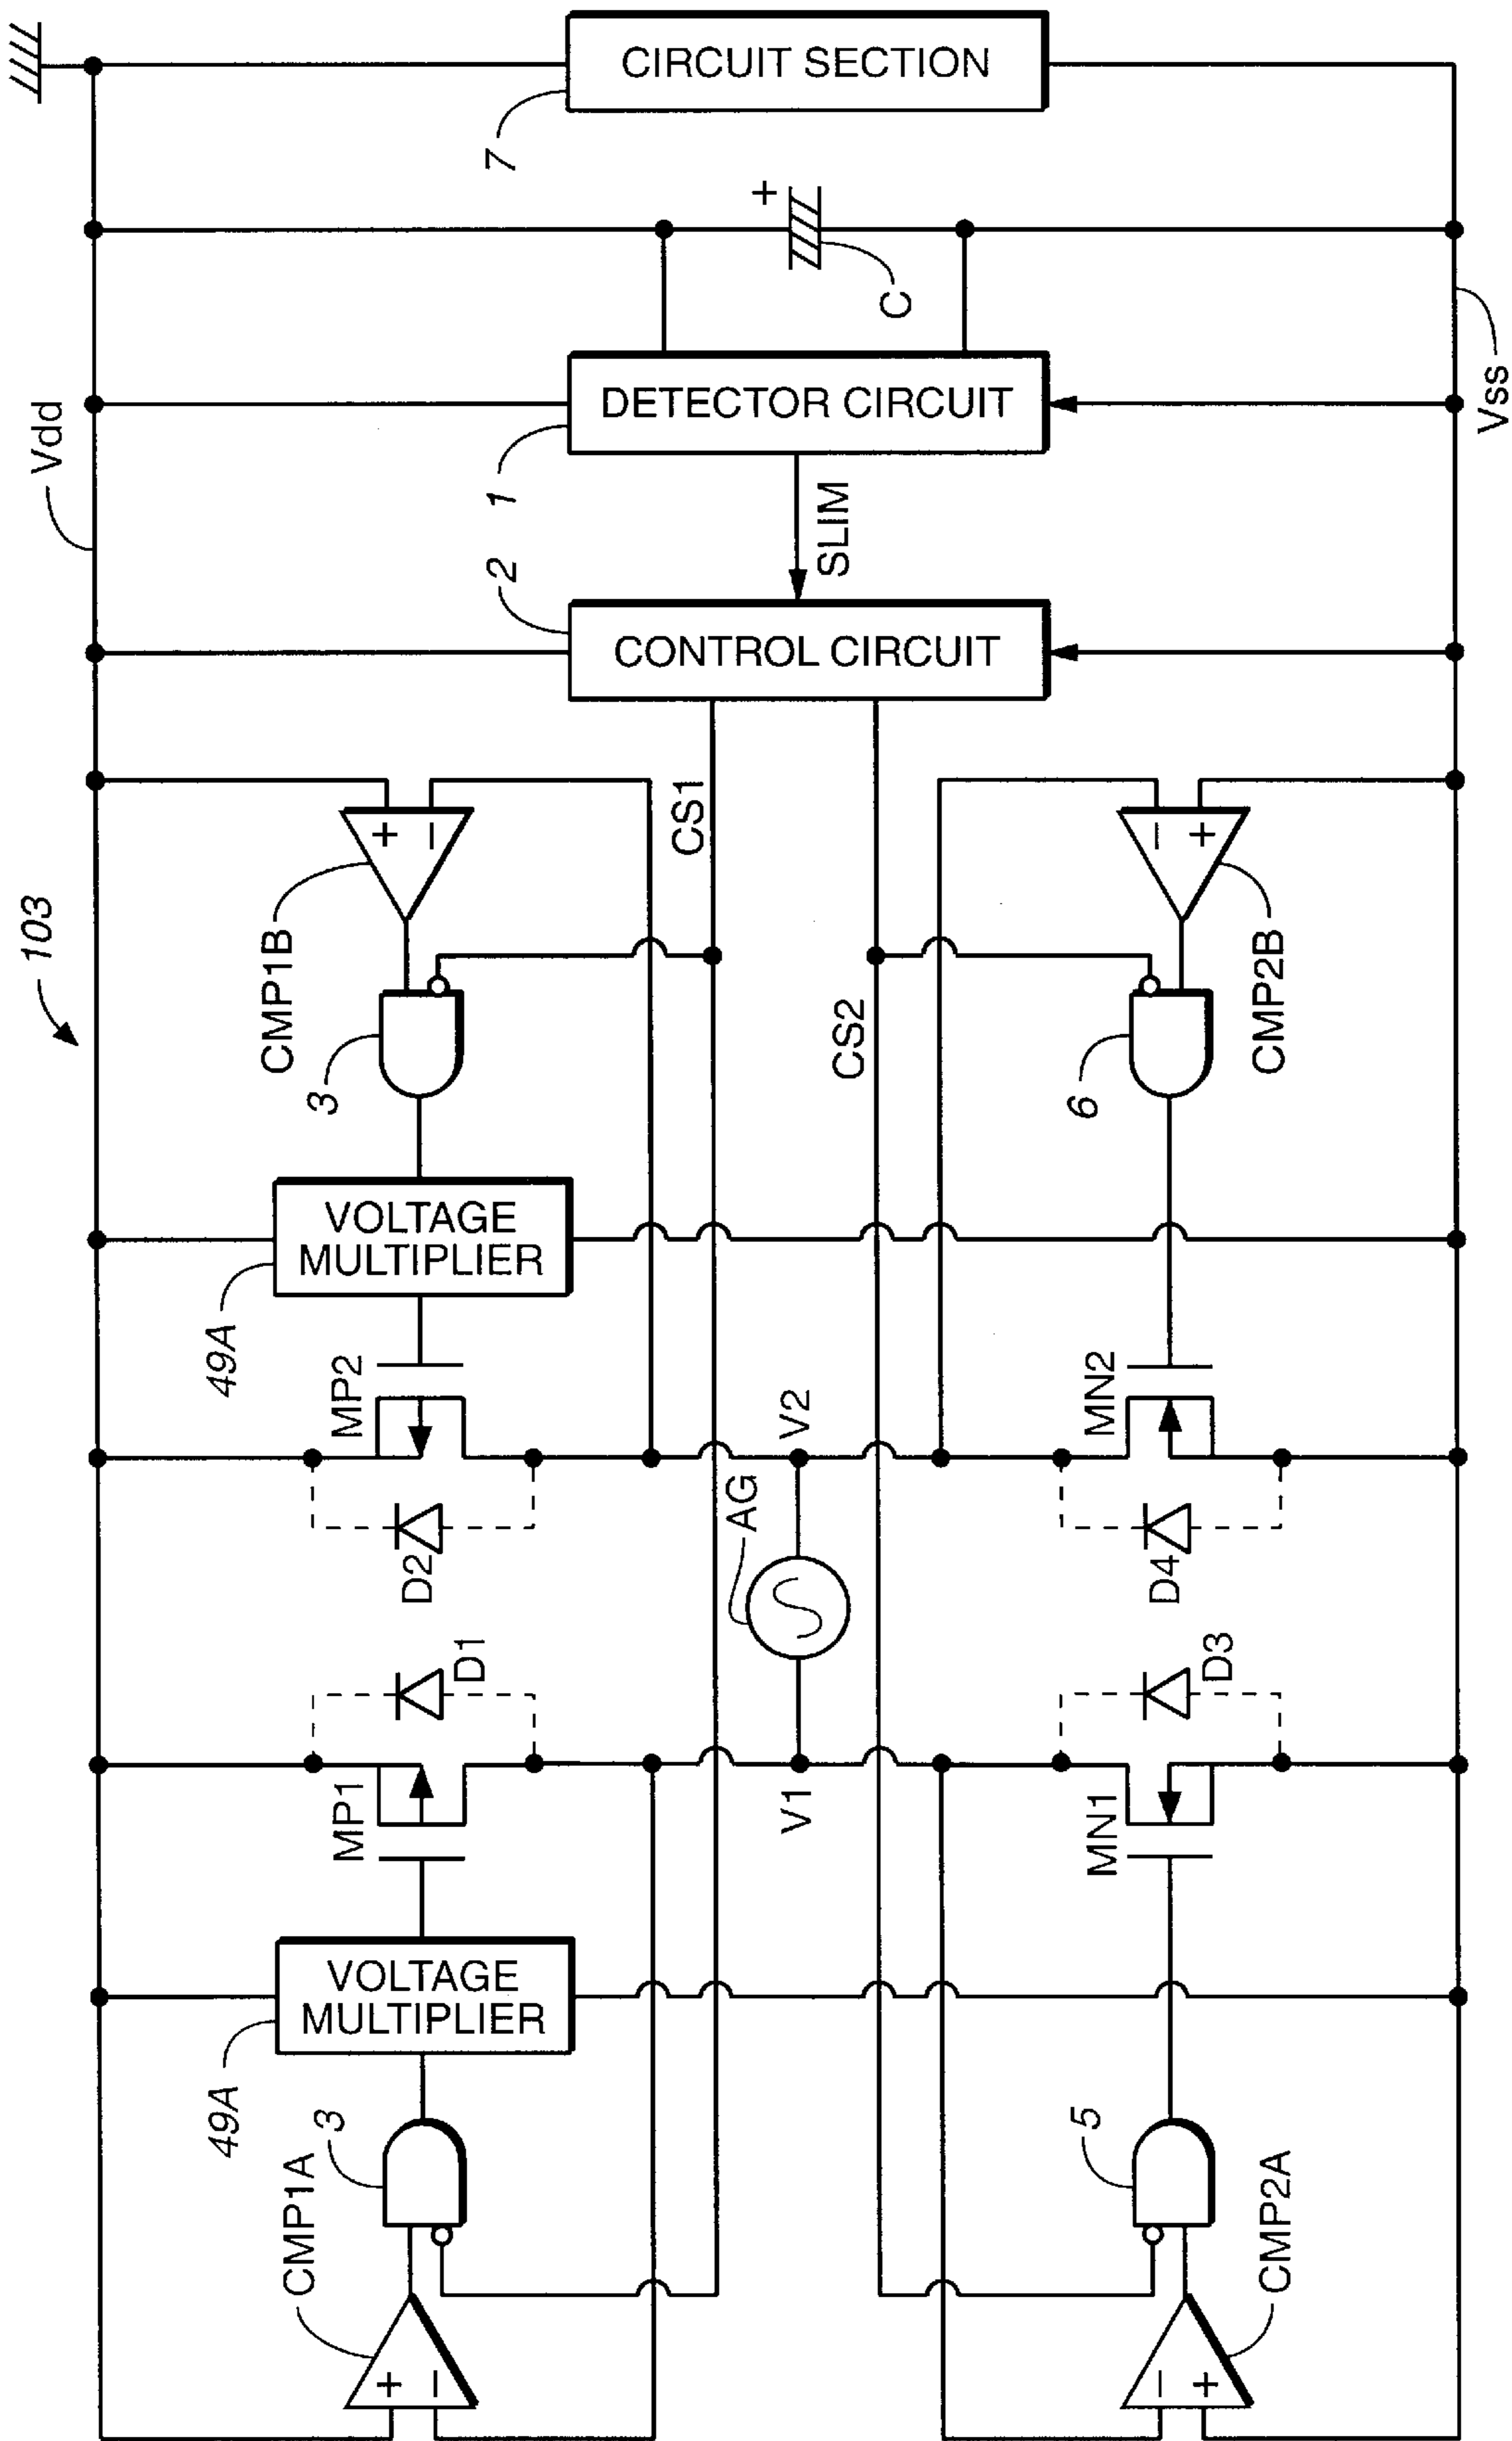 CIRCUIT SECTION
7
+
C
Vdd
DETECTOR CIRCUIT
1
Vss
SLIM
2
CONTROL CIRCUIT
103
CMP1B
+
−
CS1
−
+
CMP2B
3
CS2
6
VOLTAGE
MULTIPLIER
49A
MP2
V2
MN2
D2
AG
D4
D1
D3
MP1
V1
MN1
VOLTAGE
MULTIPLIER
49A
3
5
CMP1A
+
−
−
+
CMP2A